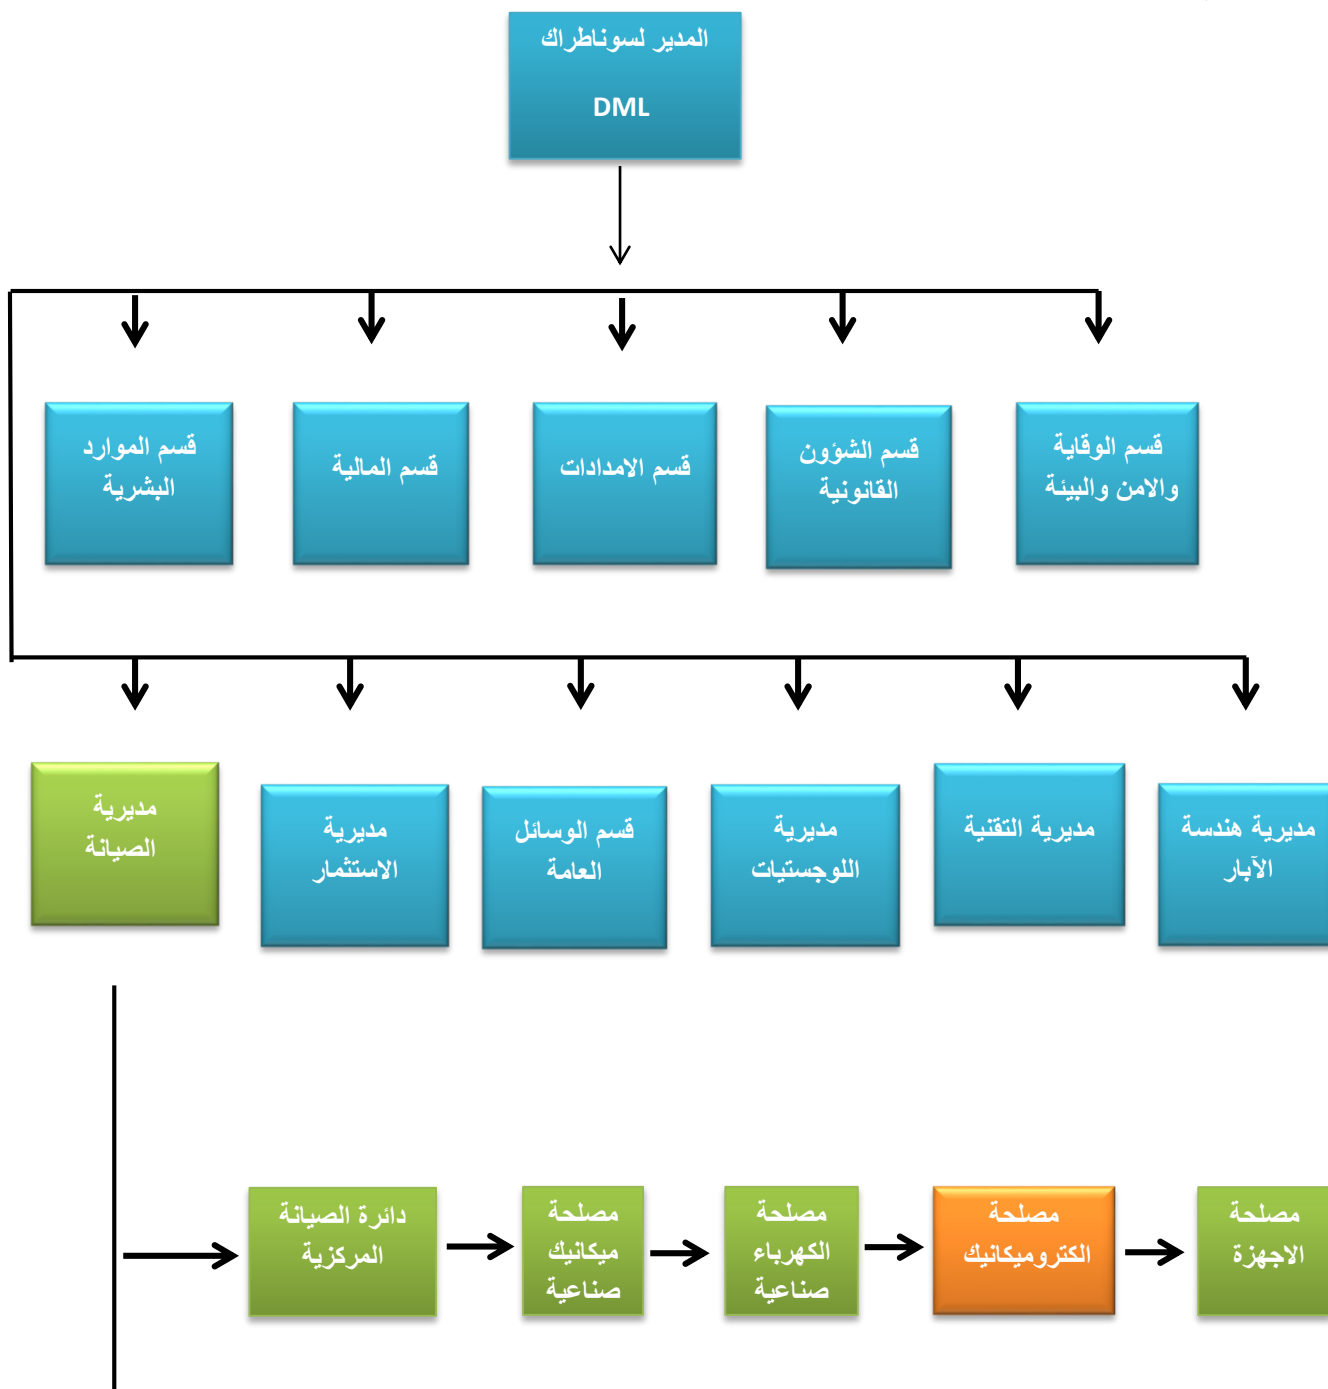 المدير لسوناطراك
DML
قسم الوقاية
والامن والبيئة
قسم الشؤون
القانونية
قسم الامدادات
قسم المالية
قسم الموارد
البشرية
مديرية هندسة
الآبار
مديرية التقنية
مديرية
اللوجستيات
قسم الوسائل
العامة
مديرية
الاستثمار
مديرية
الصيانة
دائرة الصيانة
المركزية
مصلحة
ميكانيك
صناعية
مصلحة
الكهرباء
صناعية
مصلحة
الكتروميكانيك
مصلحة
الاجهزة